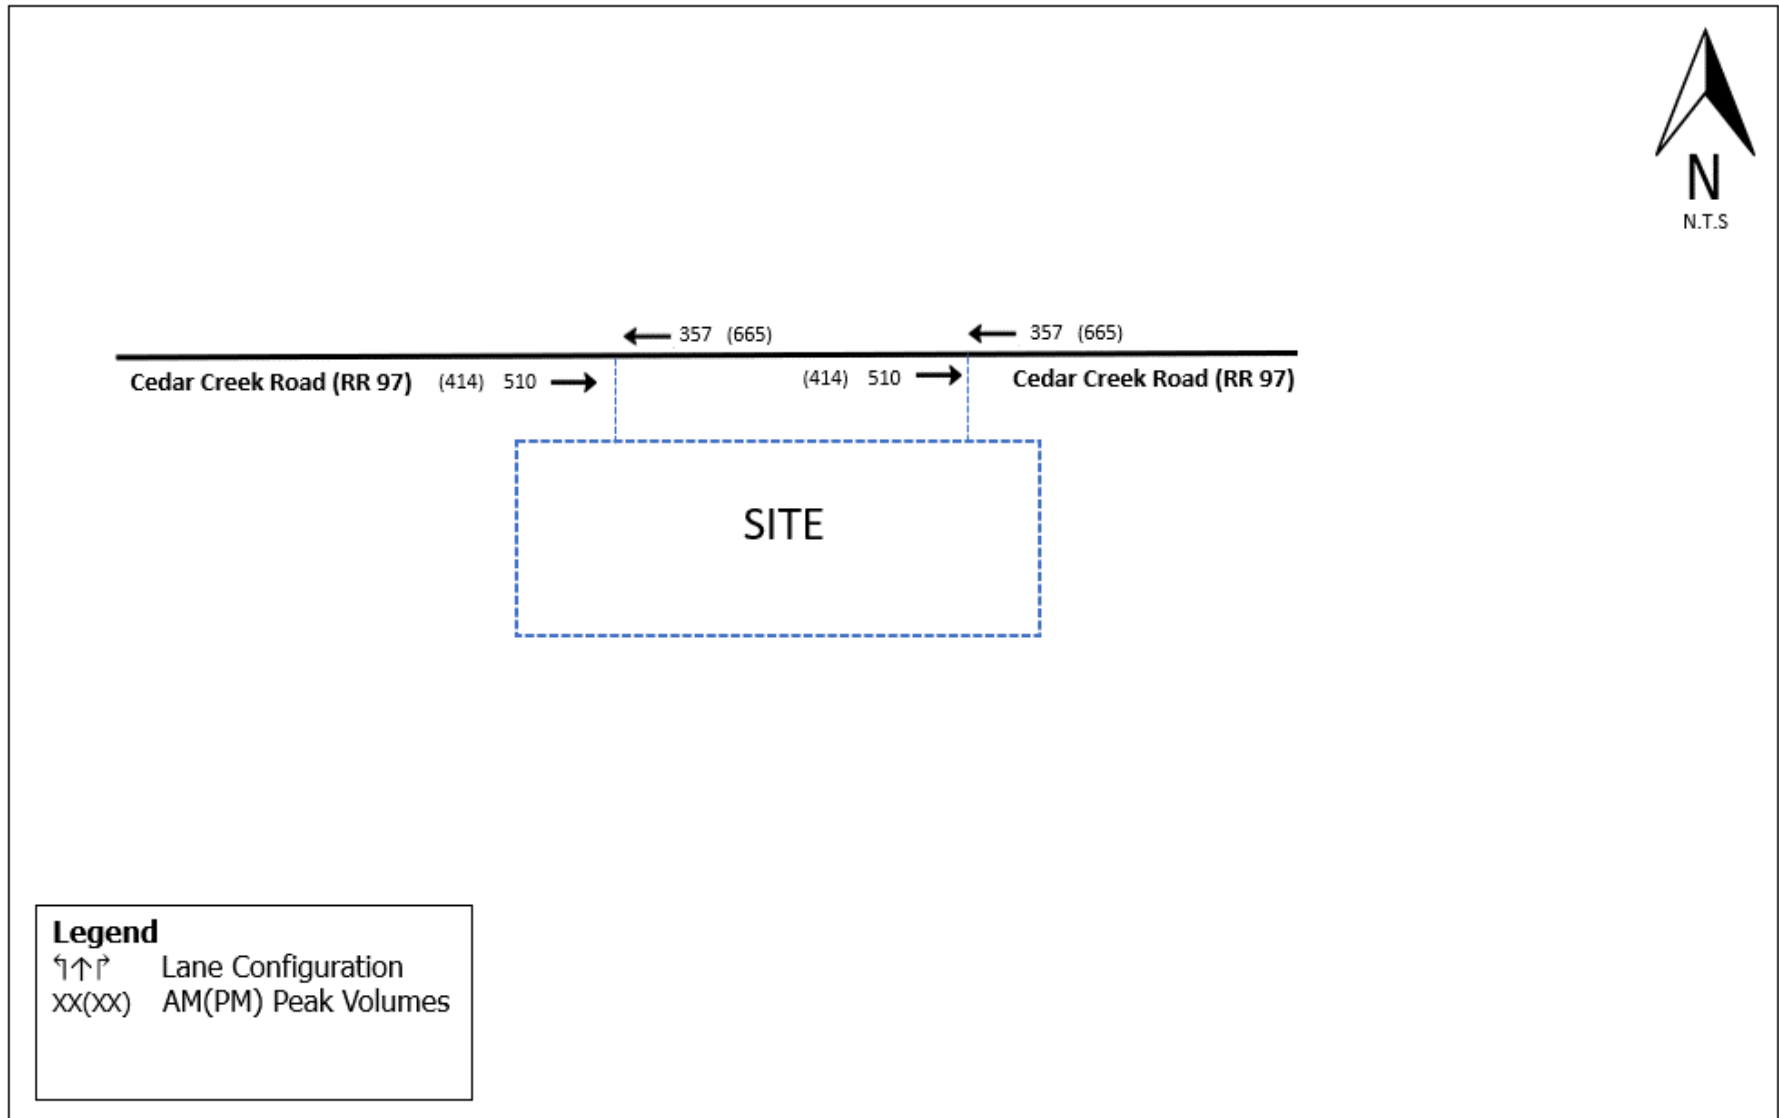 N
N.T.S
357 (665)
357 (665)
Cedar Creek Road (RR 97) (414) 510
(414) 510
Cedar Creek Road (RR 97)
SITE
Legend
Lane Configuration
XX(XX) AM(PM) Peak Volumes